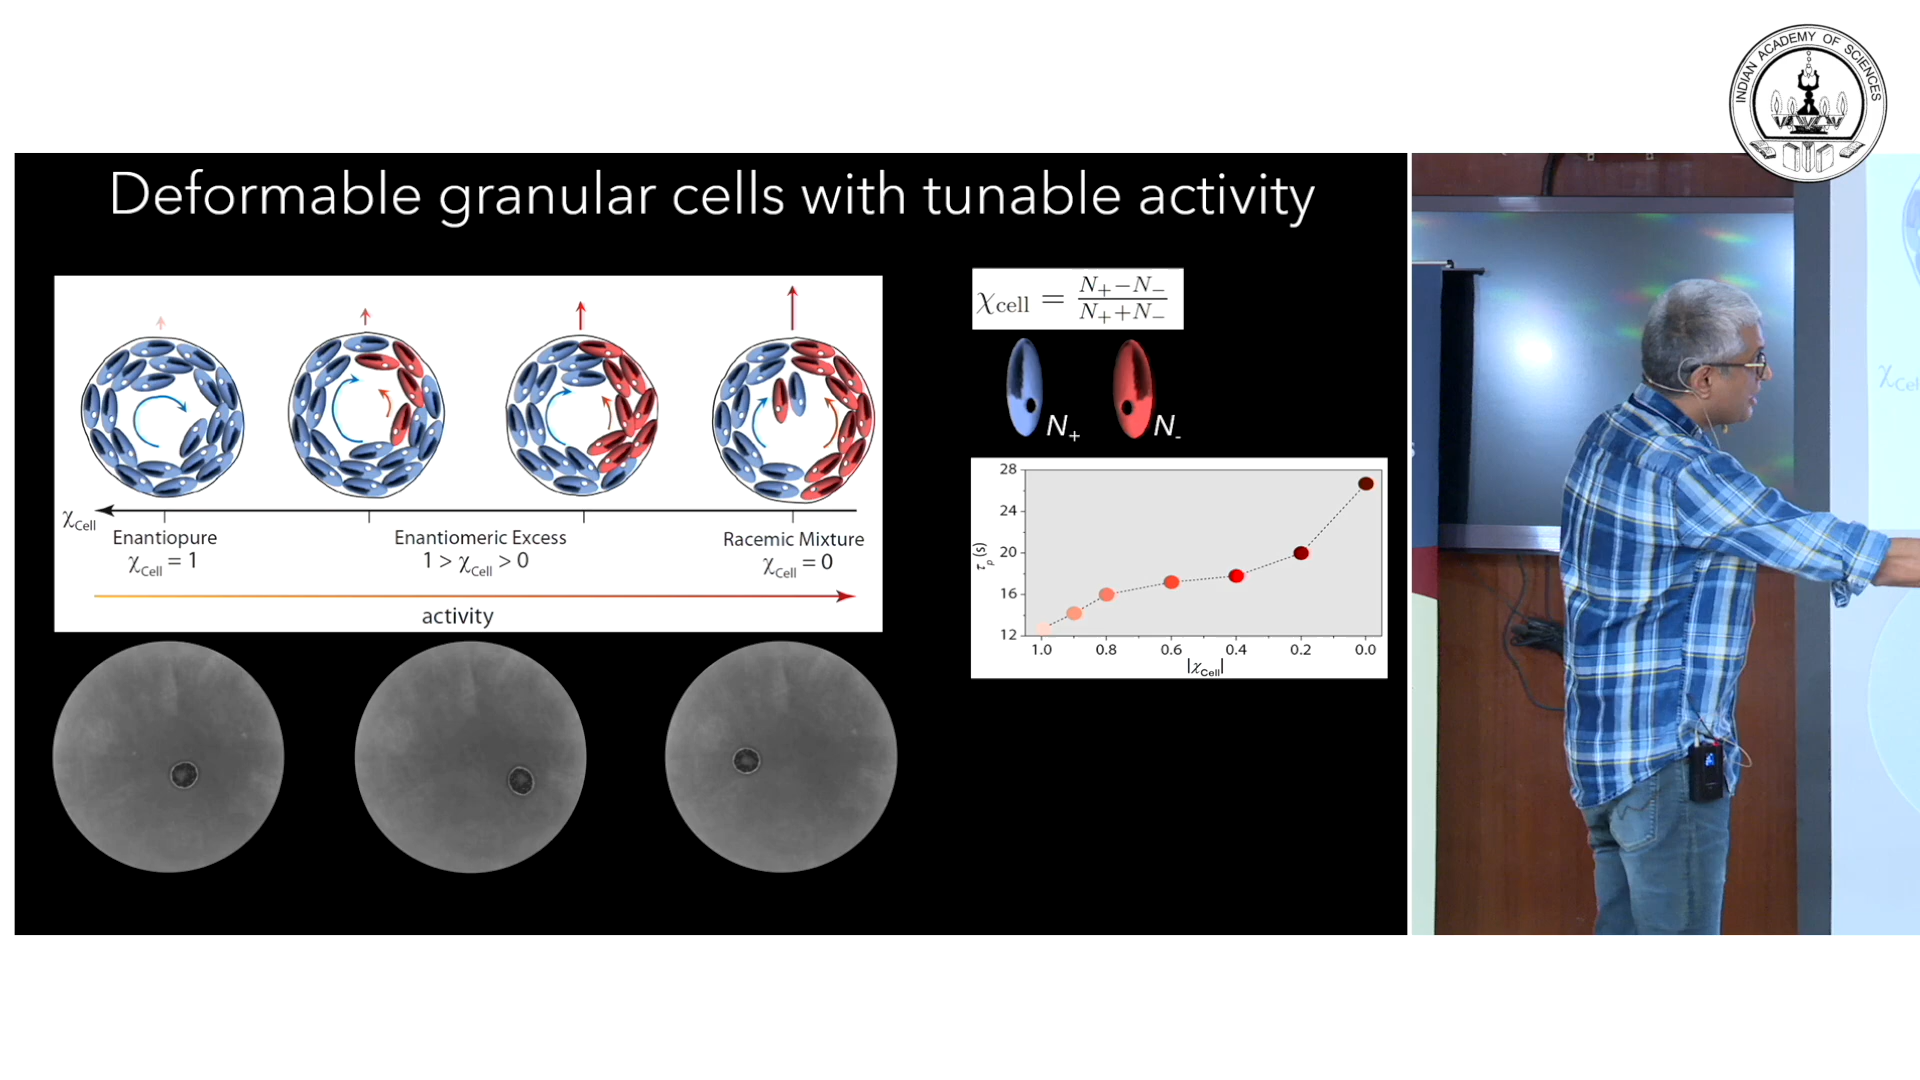 INDIAN ACADEMY OF SCIENCES
Deformable granular cells with tunable activity
χCell
Enantiopure
χCell = 1
Enantiomeric Excess
1 > χCell > 0
Racemic Mixture
χCell = 0
activity
χcell = N+−N− / N++N−
N+
N-
τp(s)
28
24
20
16
12
1.0
0.8
0.6
0.4
0.2
0.0
|χCell|